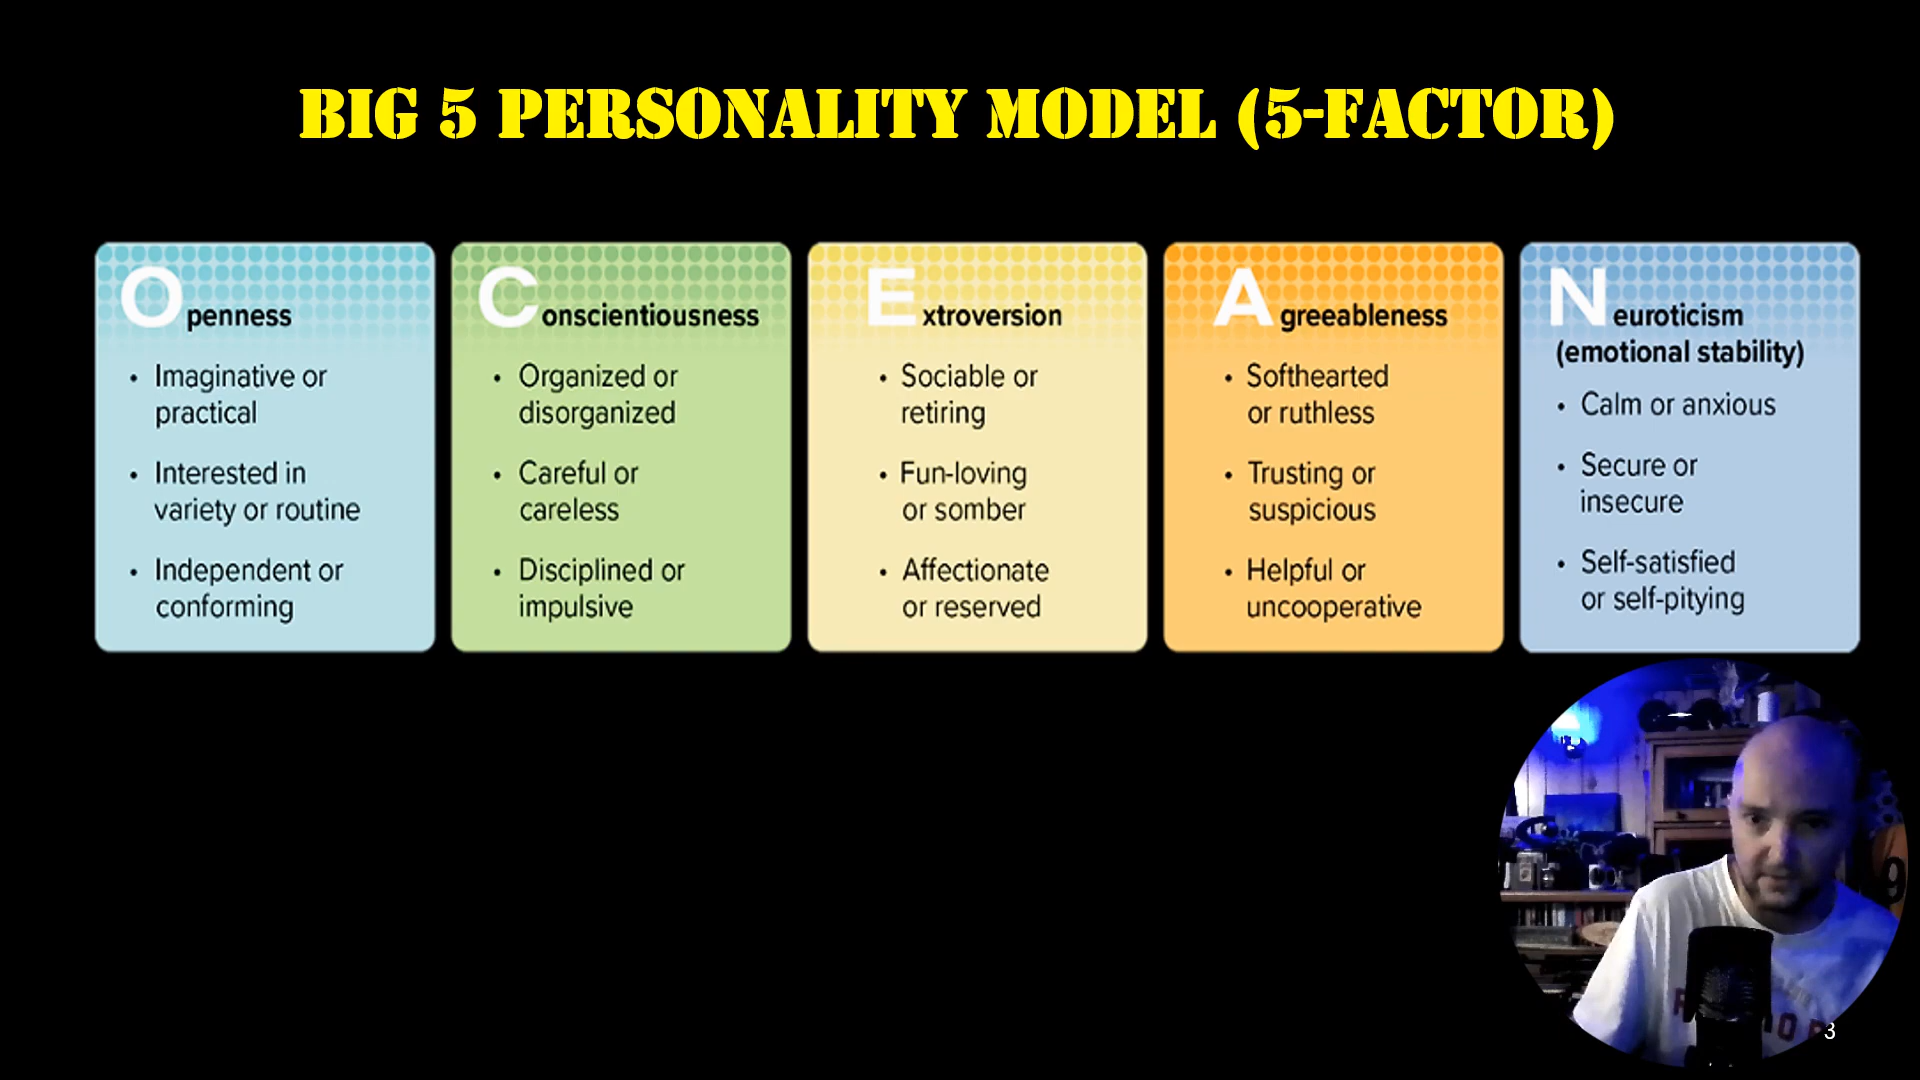 BIG 5 PERSONALITY MODEL (5-FACTOR)
Openness
• Imaginative or
practical
• Interested in
variety or routine
• Independent or
conforming
Conscientiousness
• Organized or
disorganized
• Careful or
careless
• Disciplined or
impulsive
Extroversion
• Sociable or
retiring
• Fun-loving
or somber
• Affectionate
or reserved
Agreeableness
• Softhearted
or ruthless
• Trusting or
suspicious
• Helpful or
uncooperative
Neuroticism
(emotional stability)
• Calm or anxious
• Secure or
insecure
• Self-satisfied
or self-pitying
9
3